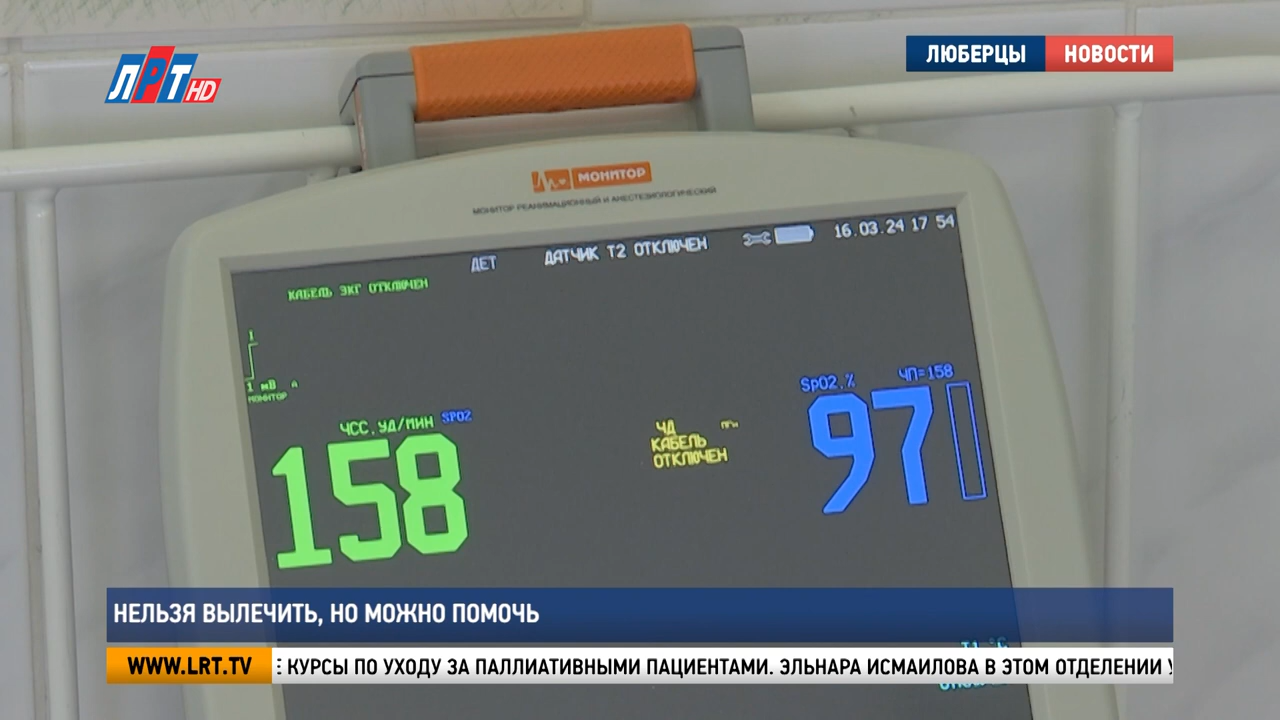 ЛРТ HD
ЛЮБЕРЦЫ НОВОСТИ
МОНИТОР
МОНИТОР РЕАНИМАЦИОННЫЙ И АНЕСТЕЗИОЛОГИЧЕСКИЙ
ДЕТ ДАТЧИК Т2 ОТКЛЮЧЕН 16.03.24 17 54
КАБЕЛЬ ЭКГ ОТКЛЮЧЕН
1
1 мВ
МОНИТОР
ЧСС.УД/МИН SPO2
158
ЧД
КАБЕЛЬ
ОТКЛЮЧЕН
SpO2.% ЧП=158
97
T1 °C
НЕЛЬЗЯ ВЫЛЕЧИТЬ, НО МОЖНО ПОМОЧЬ
WWW.LRT.TV Е КУРСЫ ПО УХОДУ ЗА ПАЛЛИАТИВНЫМИ ПАЦИЕНТАМИ. ЭЛЬНАРА ИСМАИЛОВА В ЭТОМ ОТДЕЛЕНИИ У